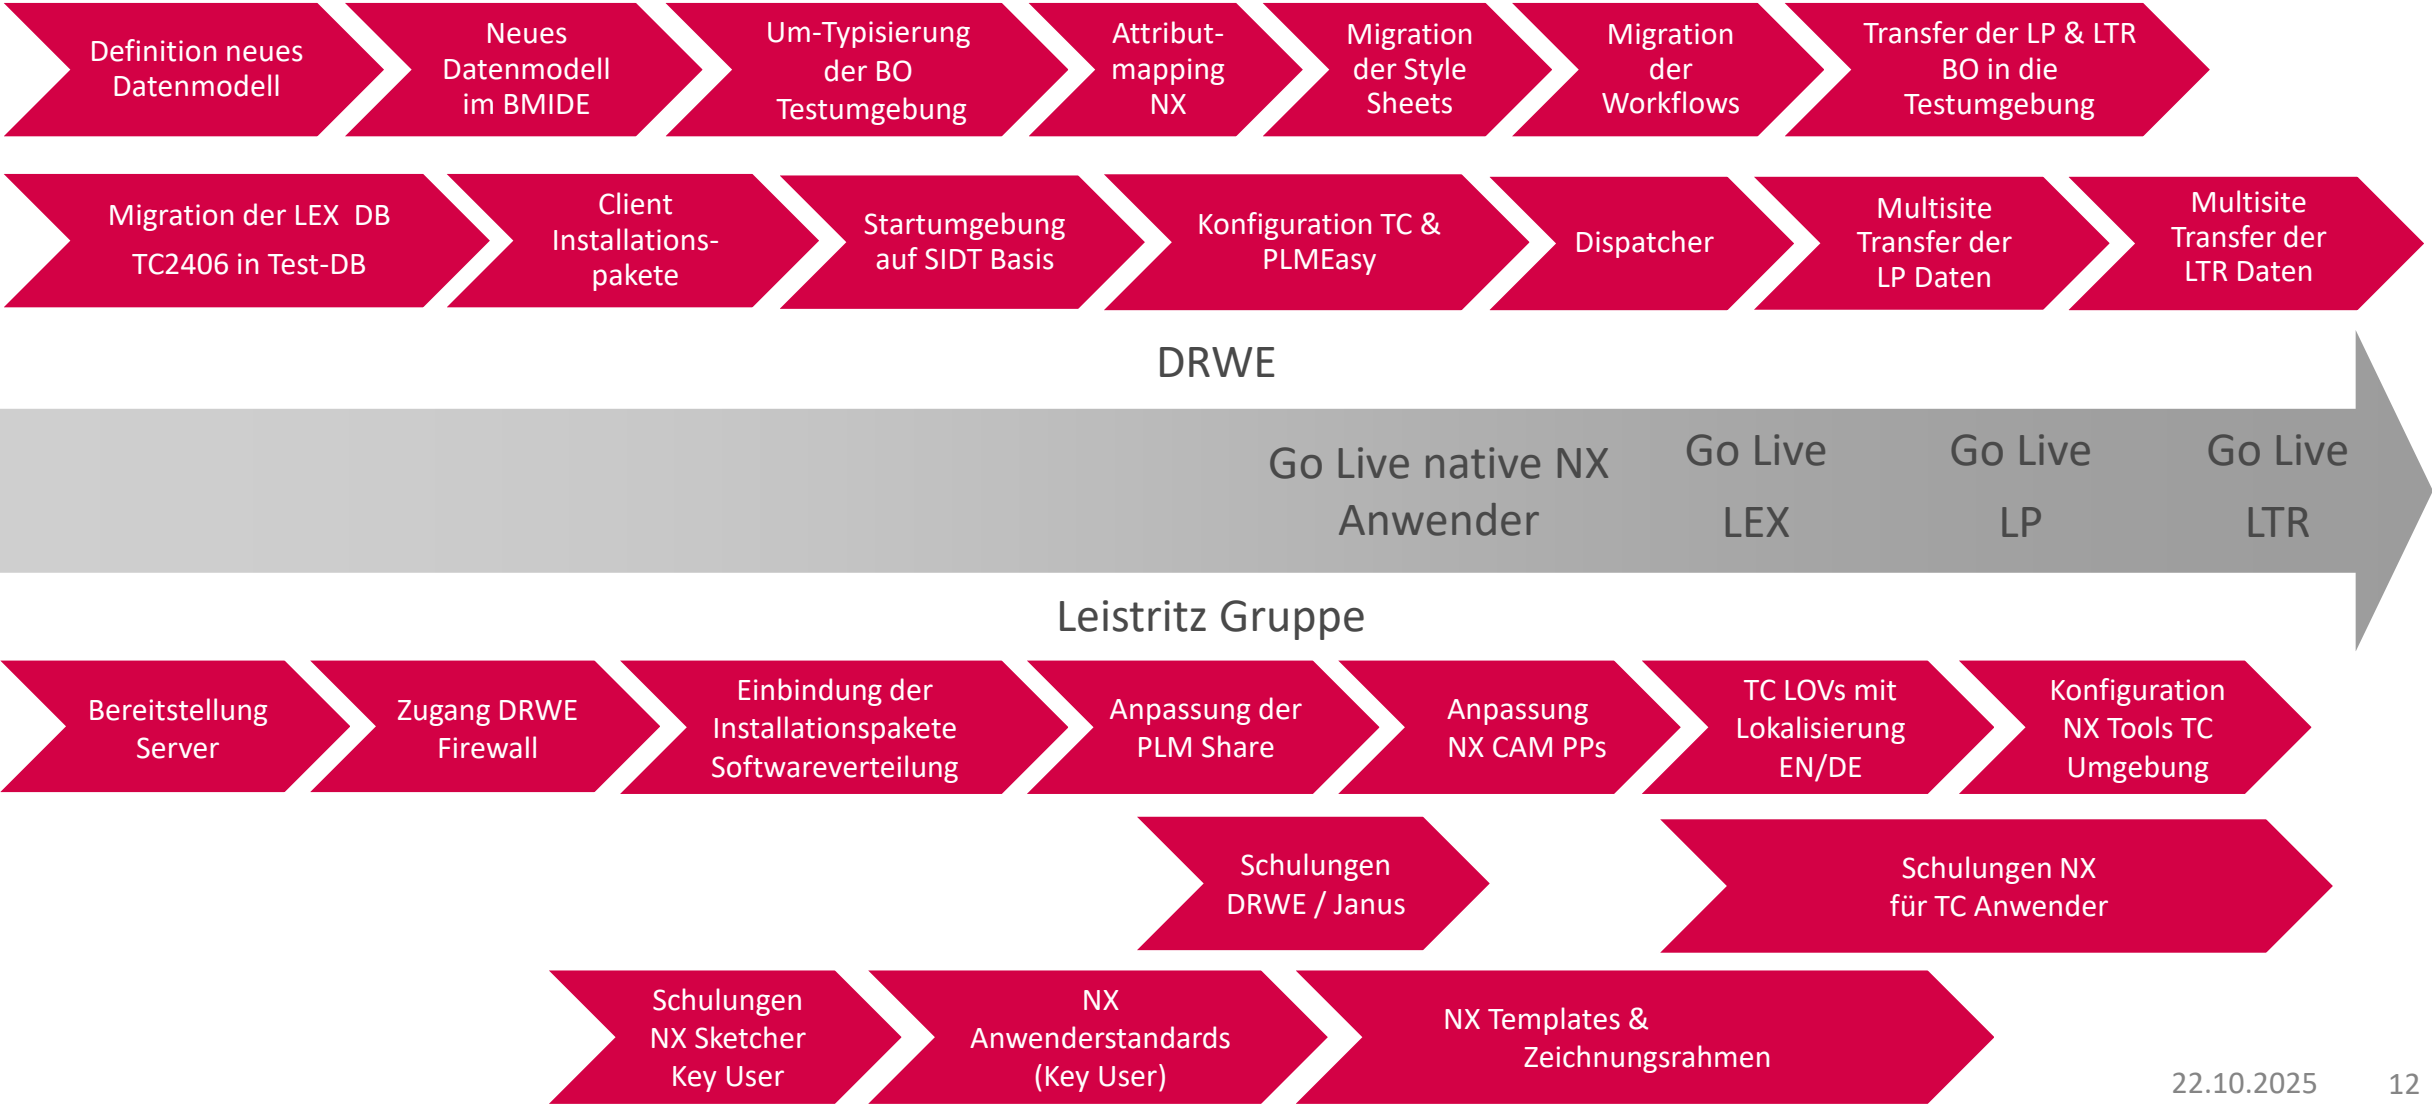 Definition neues
Datenmodell
Neues
Datenmodell
im BMIDE
Um-Typisierung
der BO
Testumgebung
Attribut-
mapping
NX
Migration
der Style
Sheets
Migration
der
Workflows
Transfer der LP & LTR
BO in die
Testumgebung
Migration der LEX DB
TC2406 in Test-DB
Client
Installations-
pakete
Startumgebung
auf SIDT Basis
Konfiguration TC &
PLMEasy
Dispatcher
Multisite
Transfer der
LP Daten
Multisite
Transfer der
LTR Daten
DRWE
Go Live native NX
Anwender
Go Live
LEX
Go Live
LP
Go Live
LTR
Leistritz Gruppe
Bereitstellung
Server
Zugang DRWE
Firewall
Einbindung der
Installationspakete
Softwareverteilung
Anpassung der
PLM Share
Anpassung
NX CAM PPs
TC LOVs mit
Lokalisierung
EN/DE
Konfiguration
NX Tools TC
Umgebung
Schulungen
DRWE / Janus
Schulungen NX
für TC Anwender
Schulungen
NX Sketcher
Key User
NX
Anwenderstandards
(Key User)
NX Templates &
Zeichnungsrahmen
22.10.2025
12